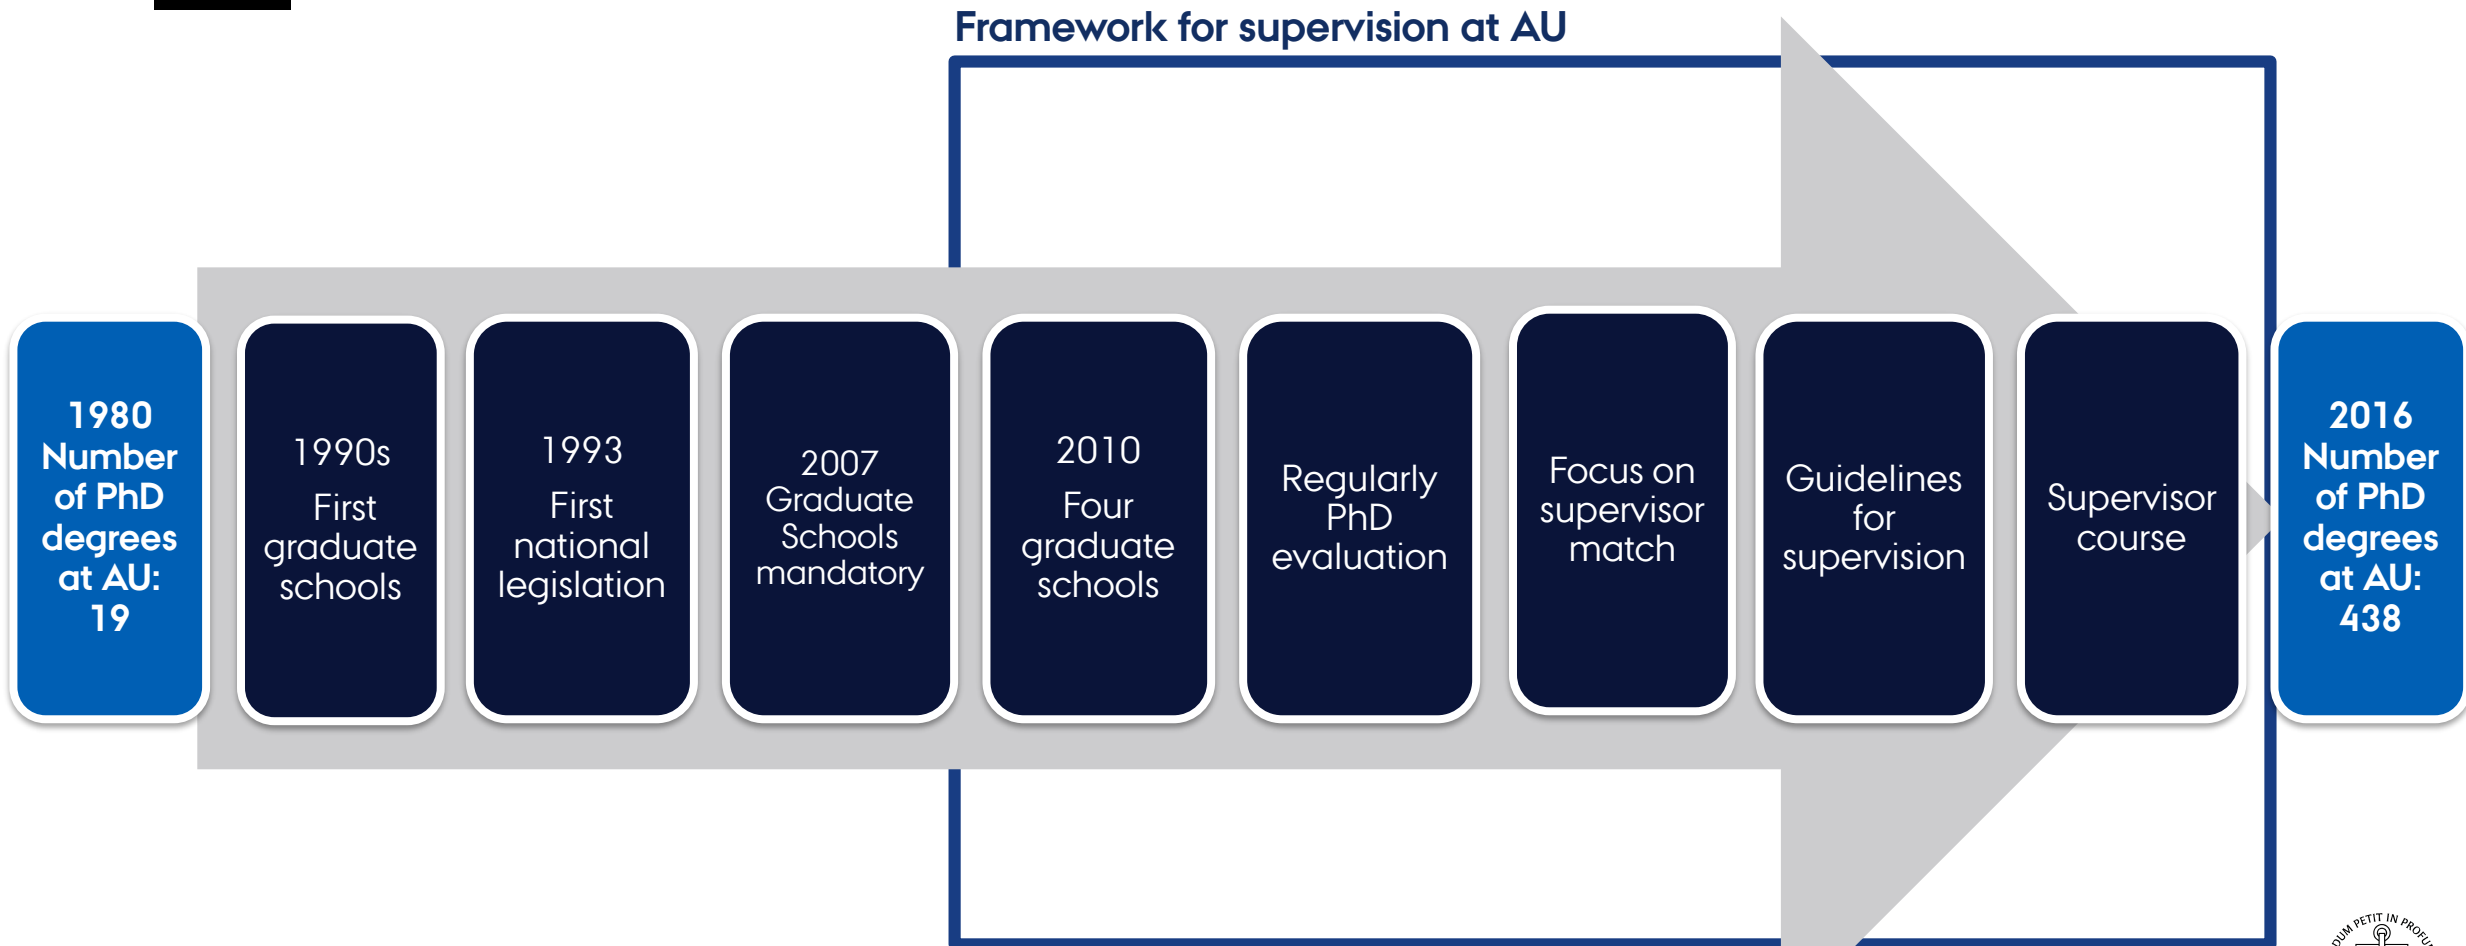 Framework for supervision at AU
1980
Number
of PhD
degrees
at AU:
19
1990s
First
graduate
schools
1993
First
national
legislation
2007
Graduate
Schools
mandatory
2010
Four
graduate
schools
Regularly
PhD
evaluation
Focus on
supervisor
match
Guidelines
for
supervision
Supervisor
course
2016
Number
of PhD
degrees
at AU:
438
PETIT IN